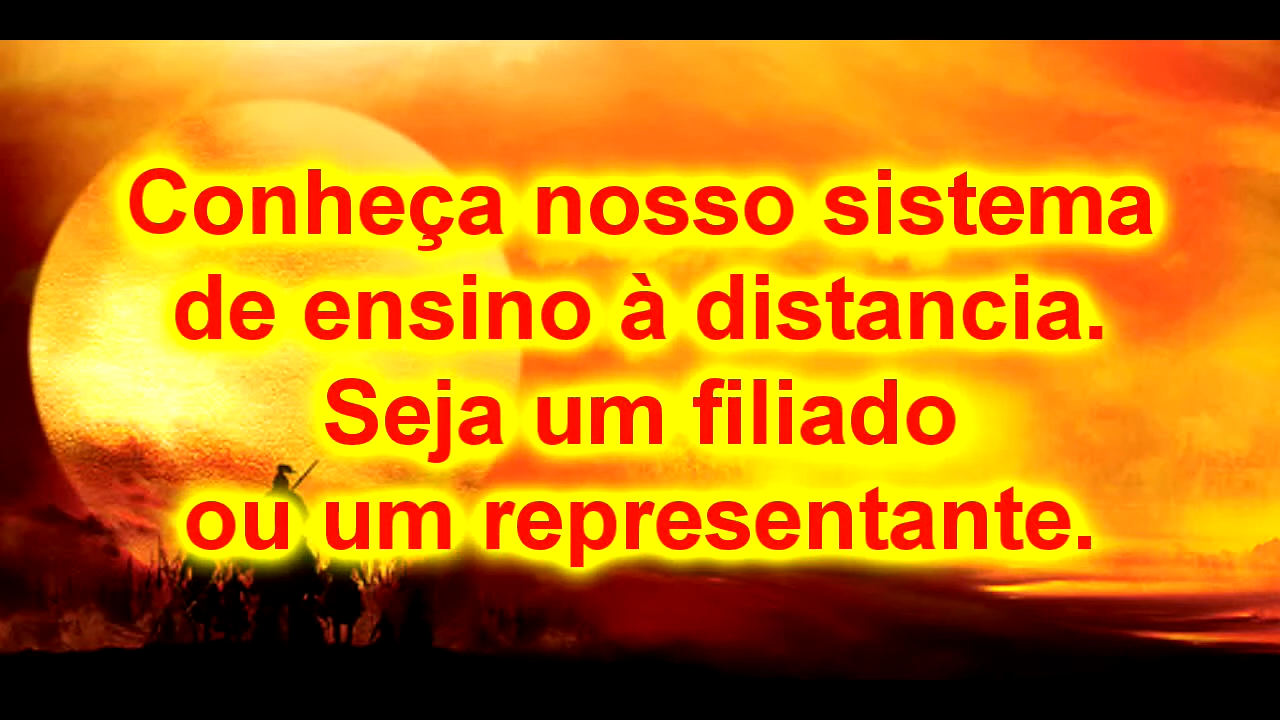 Conheça nosso sistema
de ensino à distancia.
Seja um filiado
ou um representante.